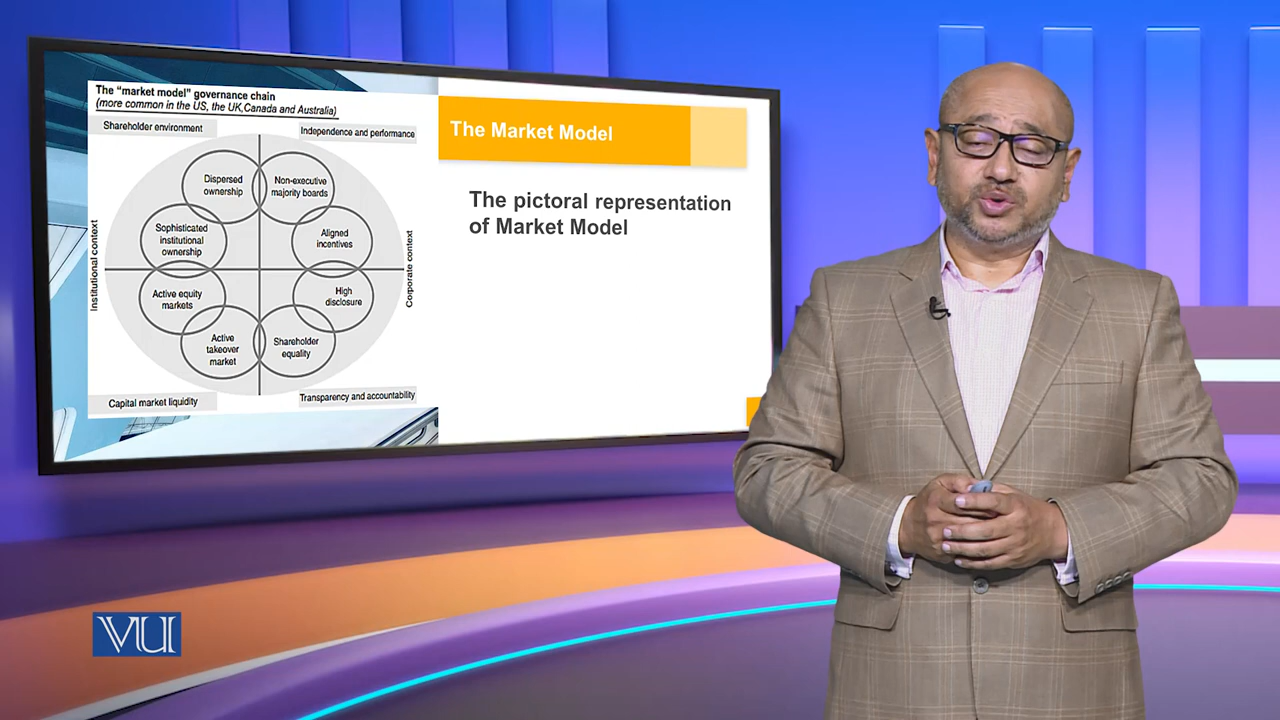 The "market model" governance chain
(more common in the US, the UK,Canada and Australia)
Shareholder environment
Independence and performance
Dispersed
ownership
Non-executive
majority boards
Sophisticated
institutional
ownership
Aligned
incentives
Institutional context
Corporate context
Active equity
markets
High
disclosure
Active
takeover
market
Shareholder
equality
Capital market liquidity
Transparency and accountability
The Market Model
The pictoral representation
of Market Model
VU